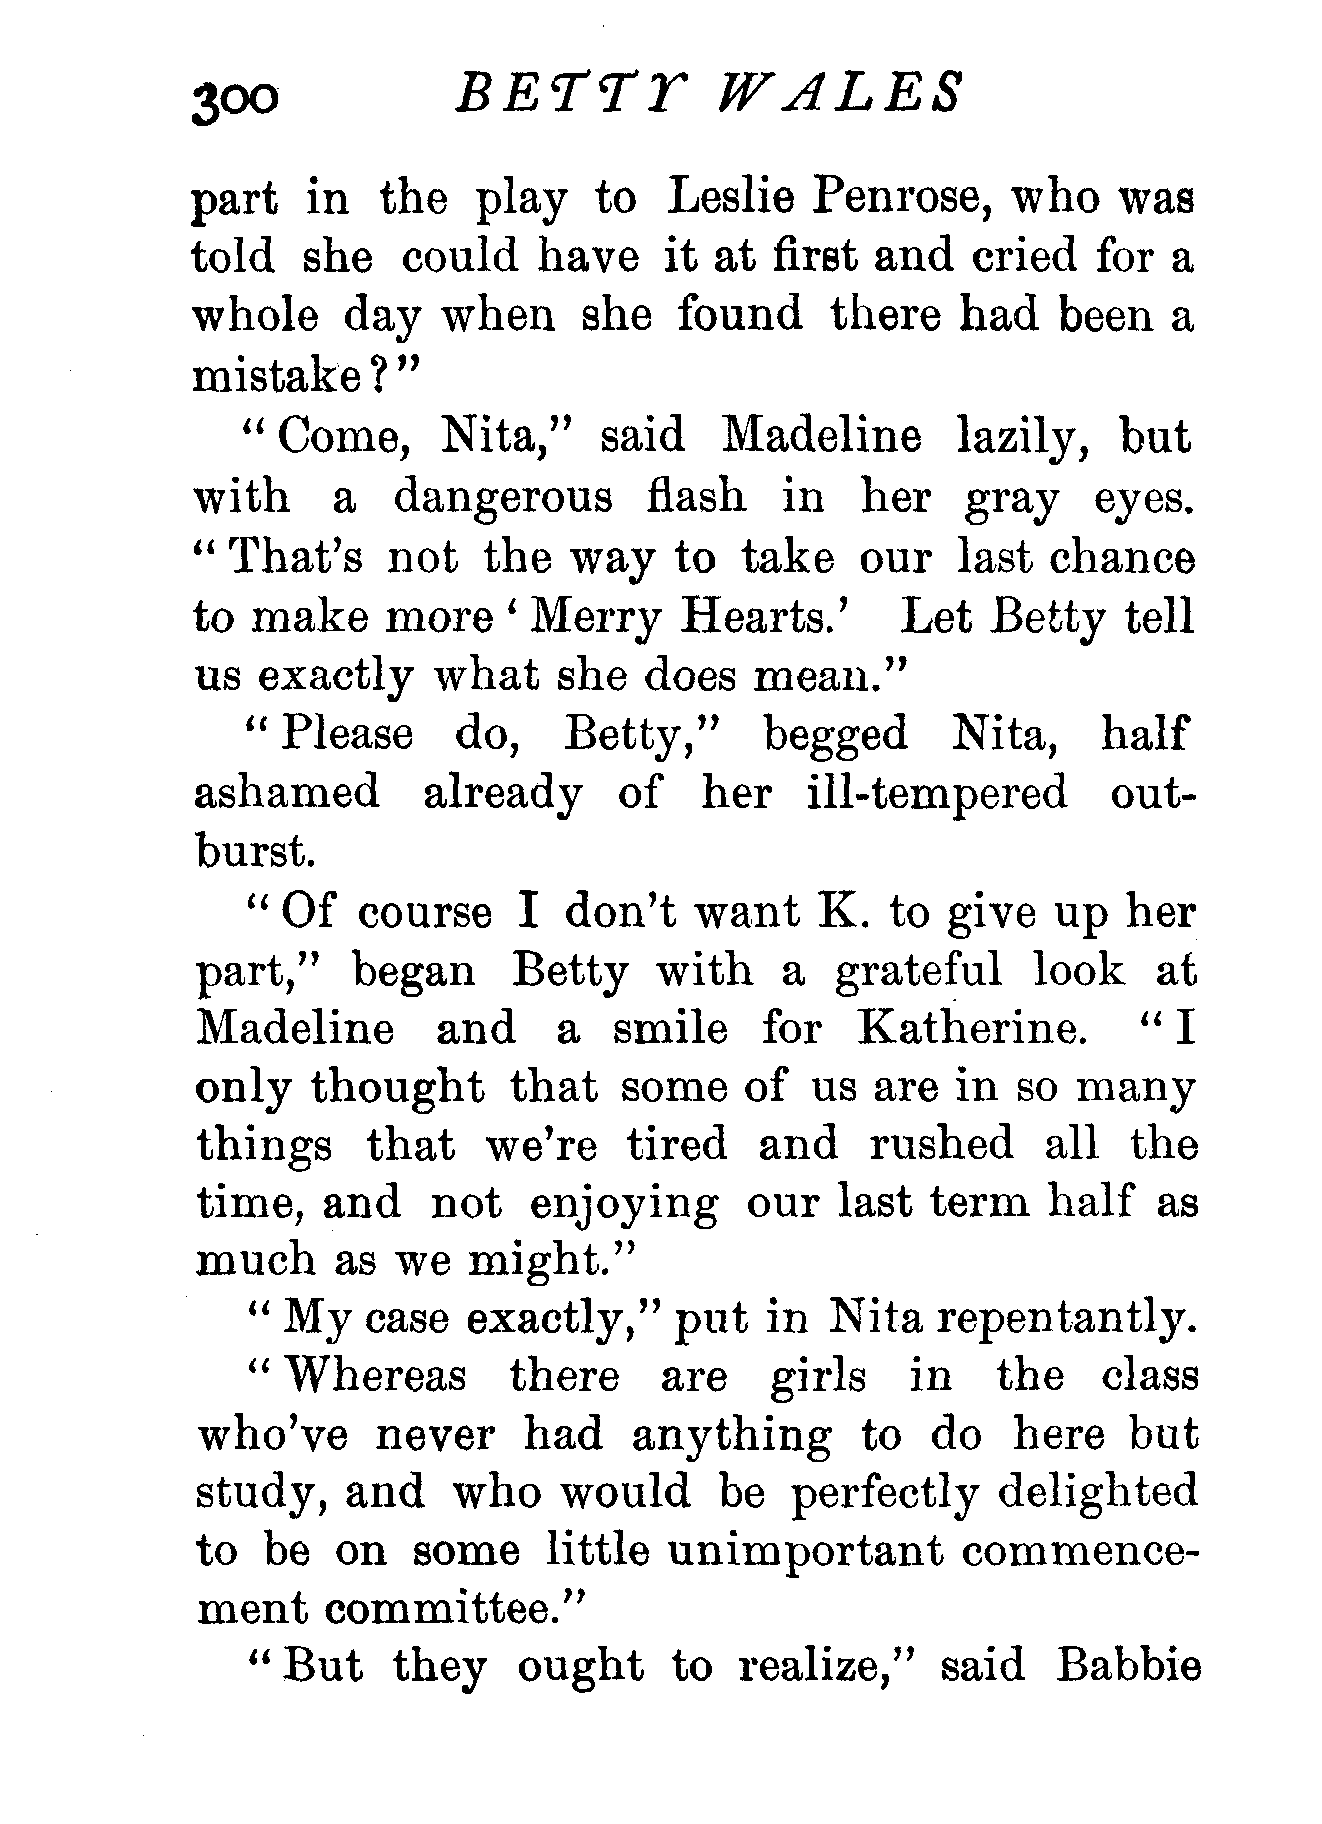 300 BETTY WALES
part in the play to Leslie Penrose, who was
told she could have it at first and cried for a
whole day when she found there had been a
mistake?"
"Come, Nita," said Madeline lazily, but
with a dangerous flash in her gray eyes.
"That's not the way to take our last chance
to make more 'Merry Hearts.' Let Betty tell
us exactly what she does mean."
"Please do, Betty," begged Nita, half
ashamed already of her ill-tempered out-
burst.
"Of course I don't want K. to give up her
part," began Betty with a grateful look at
Madeline and a smile for Katherine. "I
only thought that some of us are in so many
things that we're tired and rushed all the
time, and not enjoying our last term half as
much as we might."
"My case exactly," put in Nita repentantly.
"Whereas there are girls in the class
who've never had anything to do here but
study, and who would be perfectly delighted
to be on some little unimportant commence-
ment committee."
"But they ought to realize," said Babbie